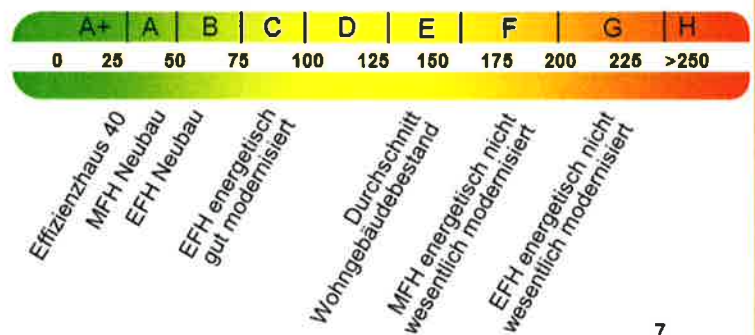 A+ A B C D E F G H
0 25 50 75 100 125 150 175 200 225 >250
Effizienzhaus 40
MFH Neubau
EFH Neubau
EFH energetisch
gut modernisiert
Durchschnitt
Wohngebäudebestand
MFH energetisch nicht
wesentlich modernisiert
EFH energetisch nicht
wesentlich modernisiert
7